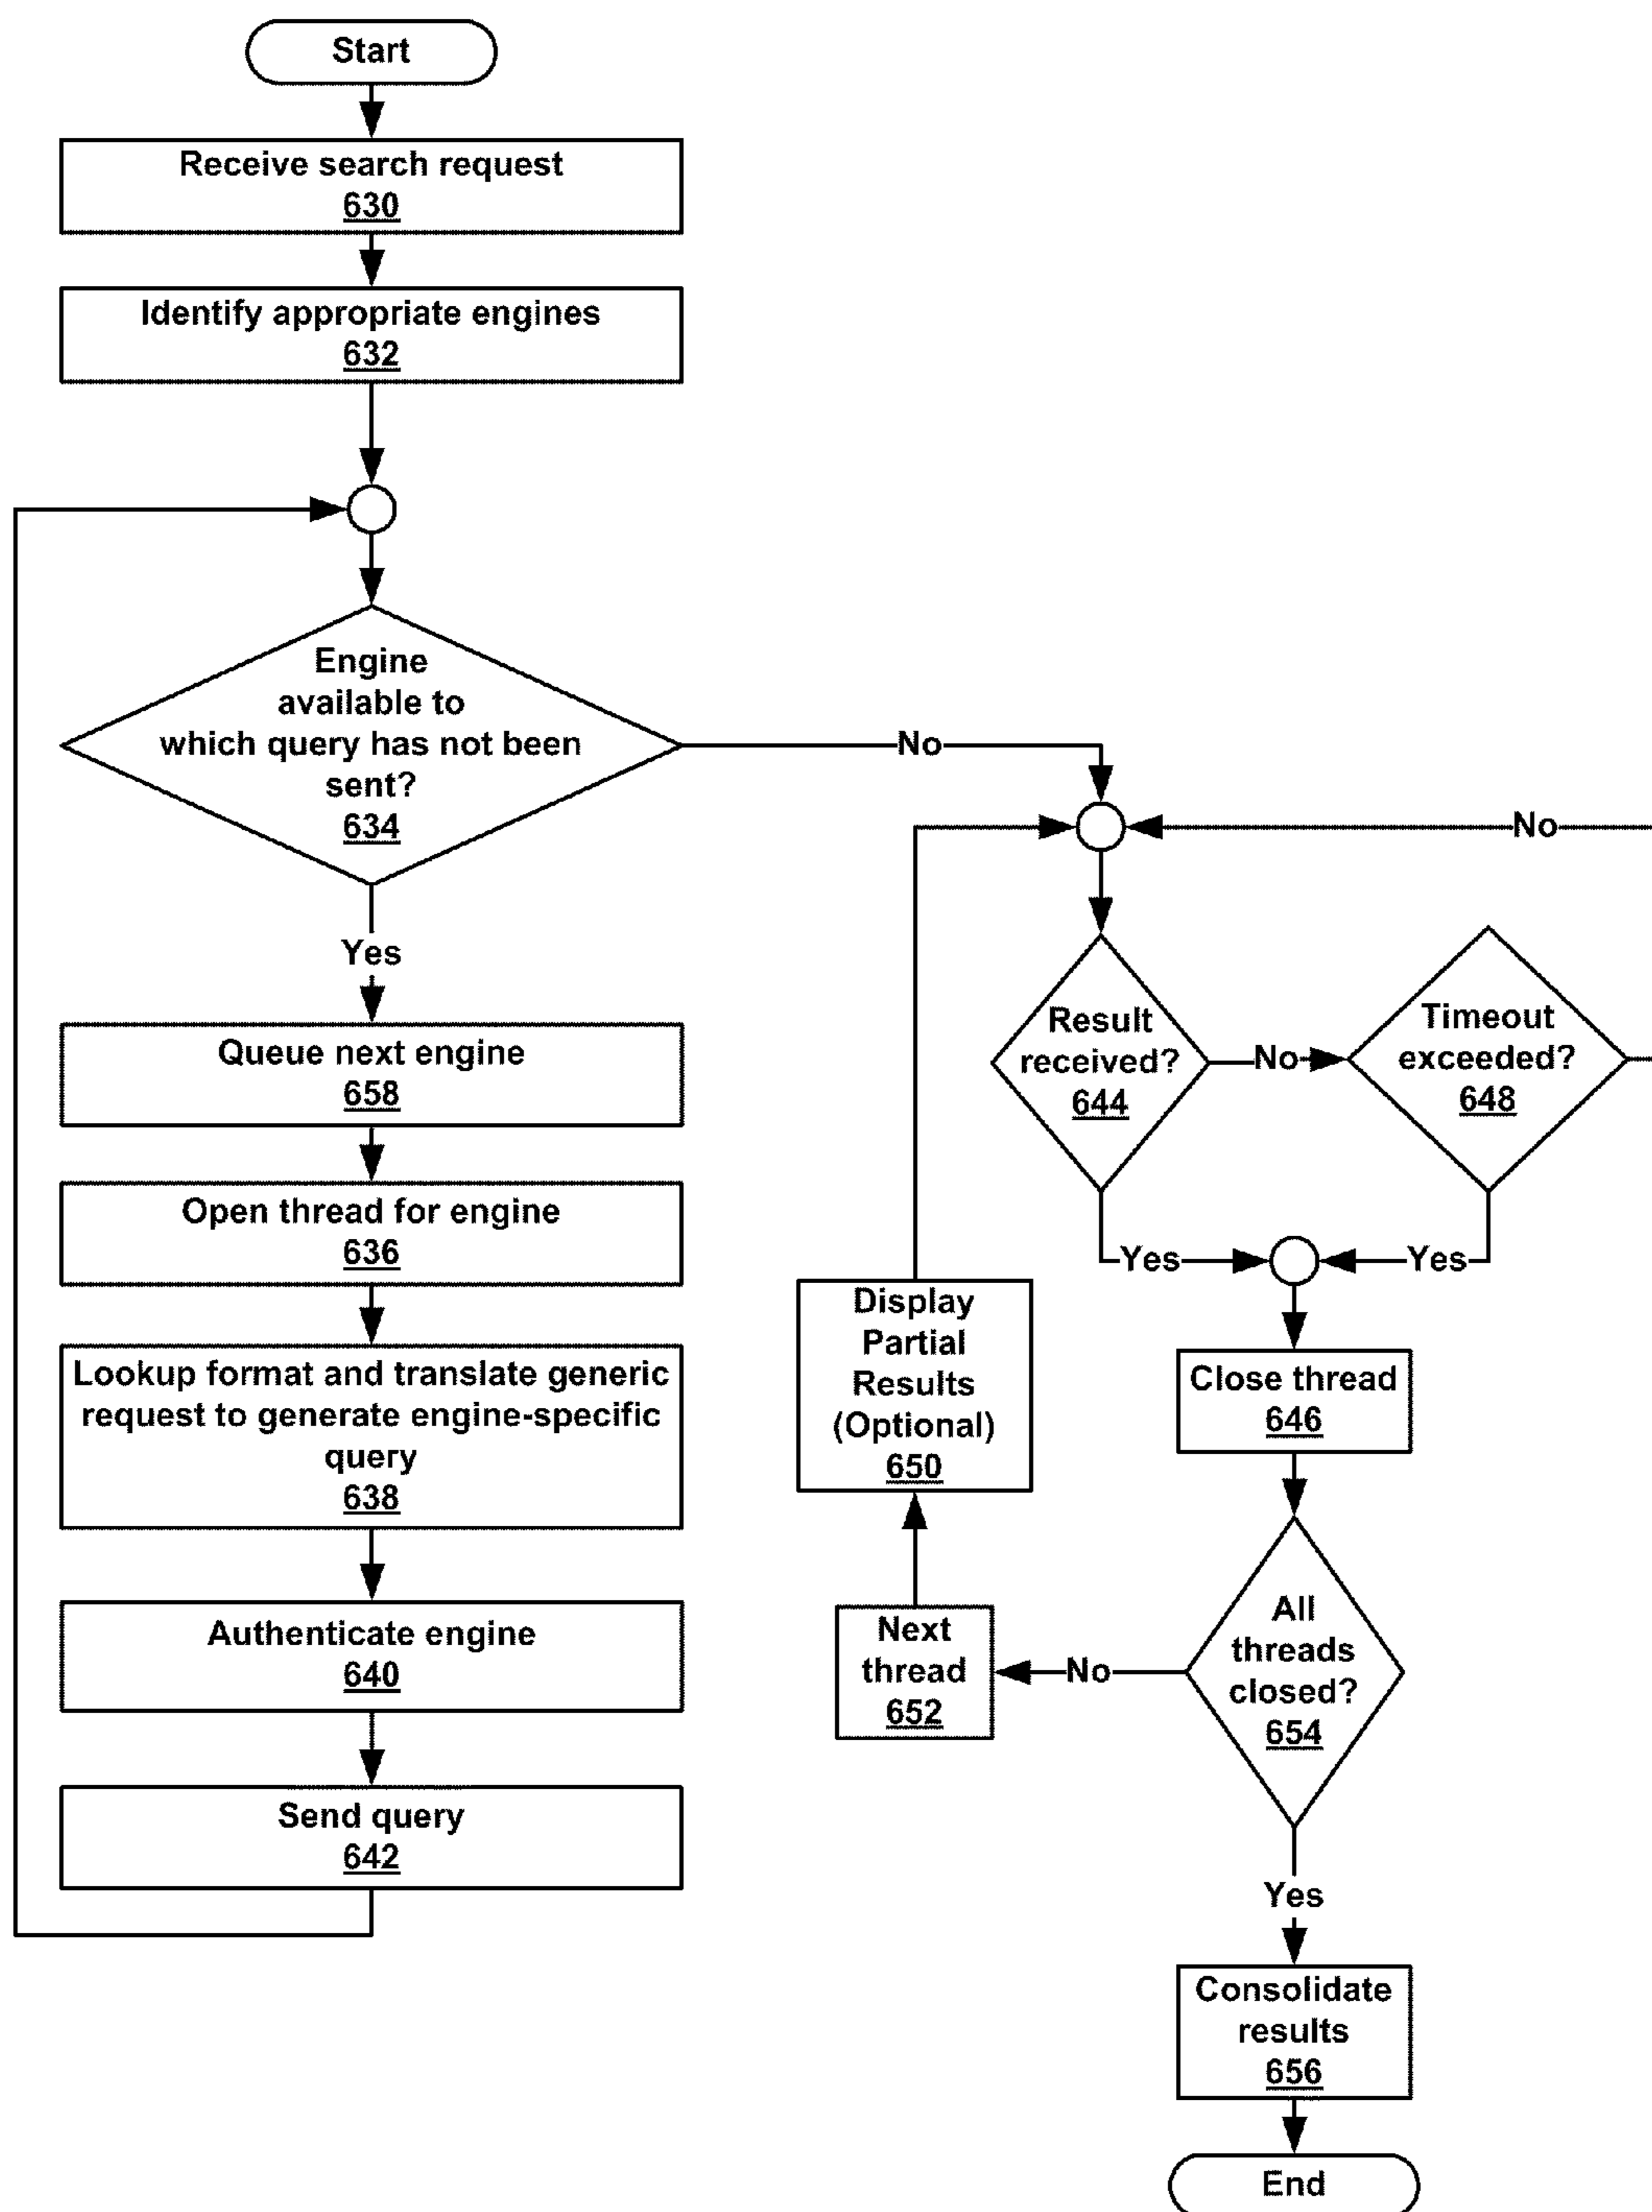 Start
Receive search request
630
Identify appropriate engines
632
Engine
available to
which query has not been
sent?
634
Yes
Queue next engine
658
Open thread for engine
636
Lookup format and translate generic
request to generate engine-specific
query
638
Authenticate engine
640
Send query
642
No
No
Result
received?
644
No
Timeout
exceeded?
648
Yes
Yes
Display
Partial
Results
(Optional)
650
Close thread
646
Next
thread
652
No
All
threads
closed?
654
Yes
Consolidate
results
656
End